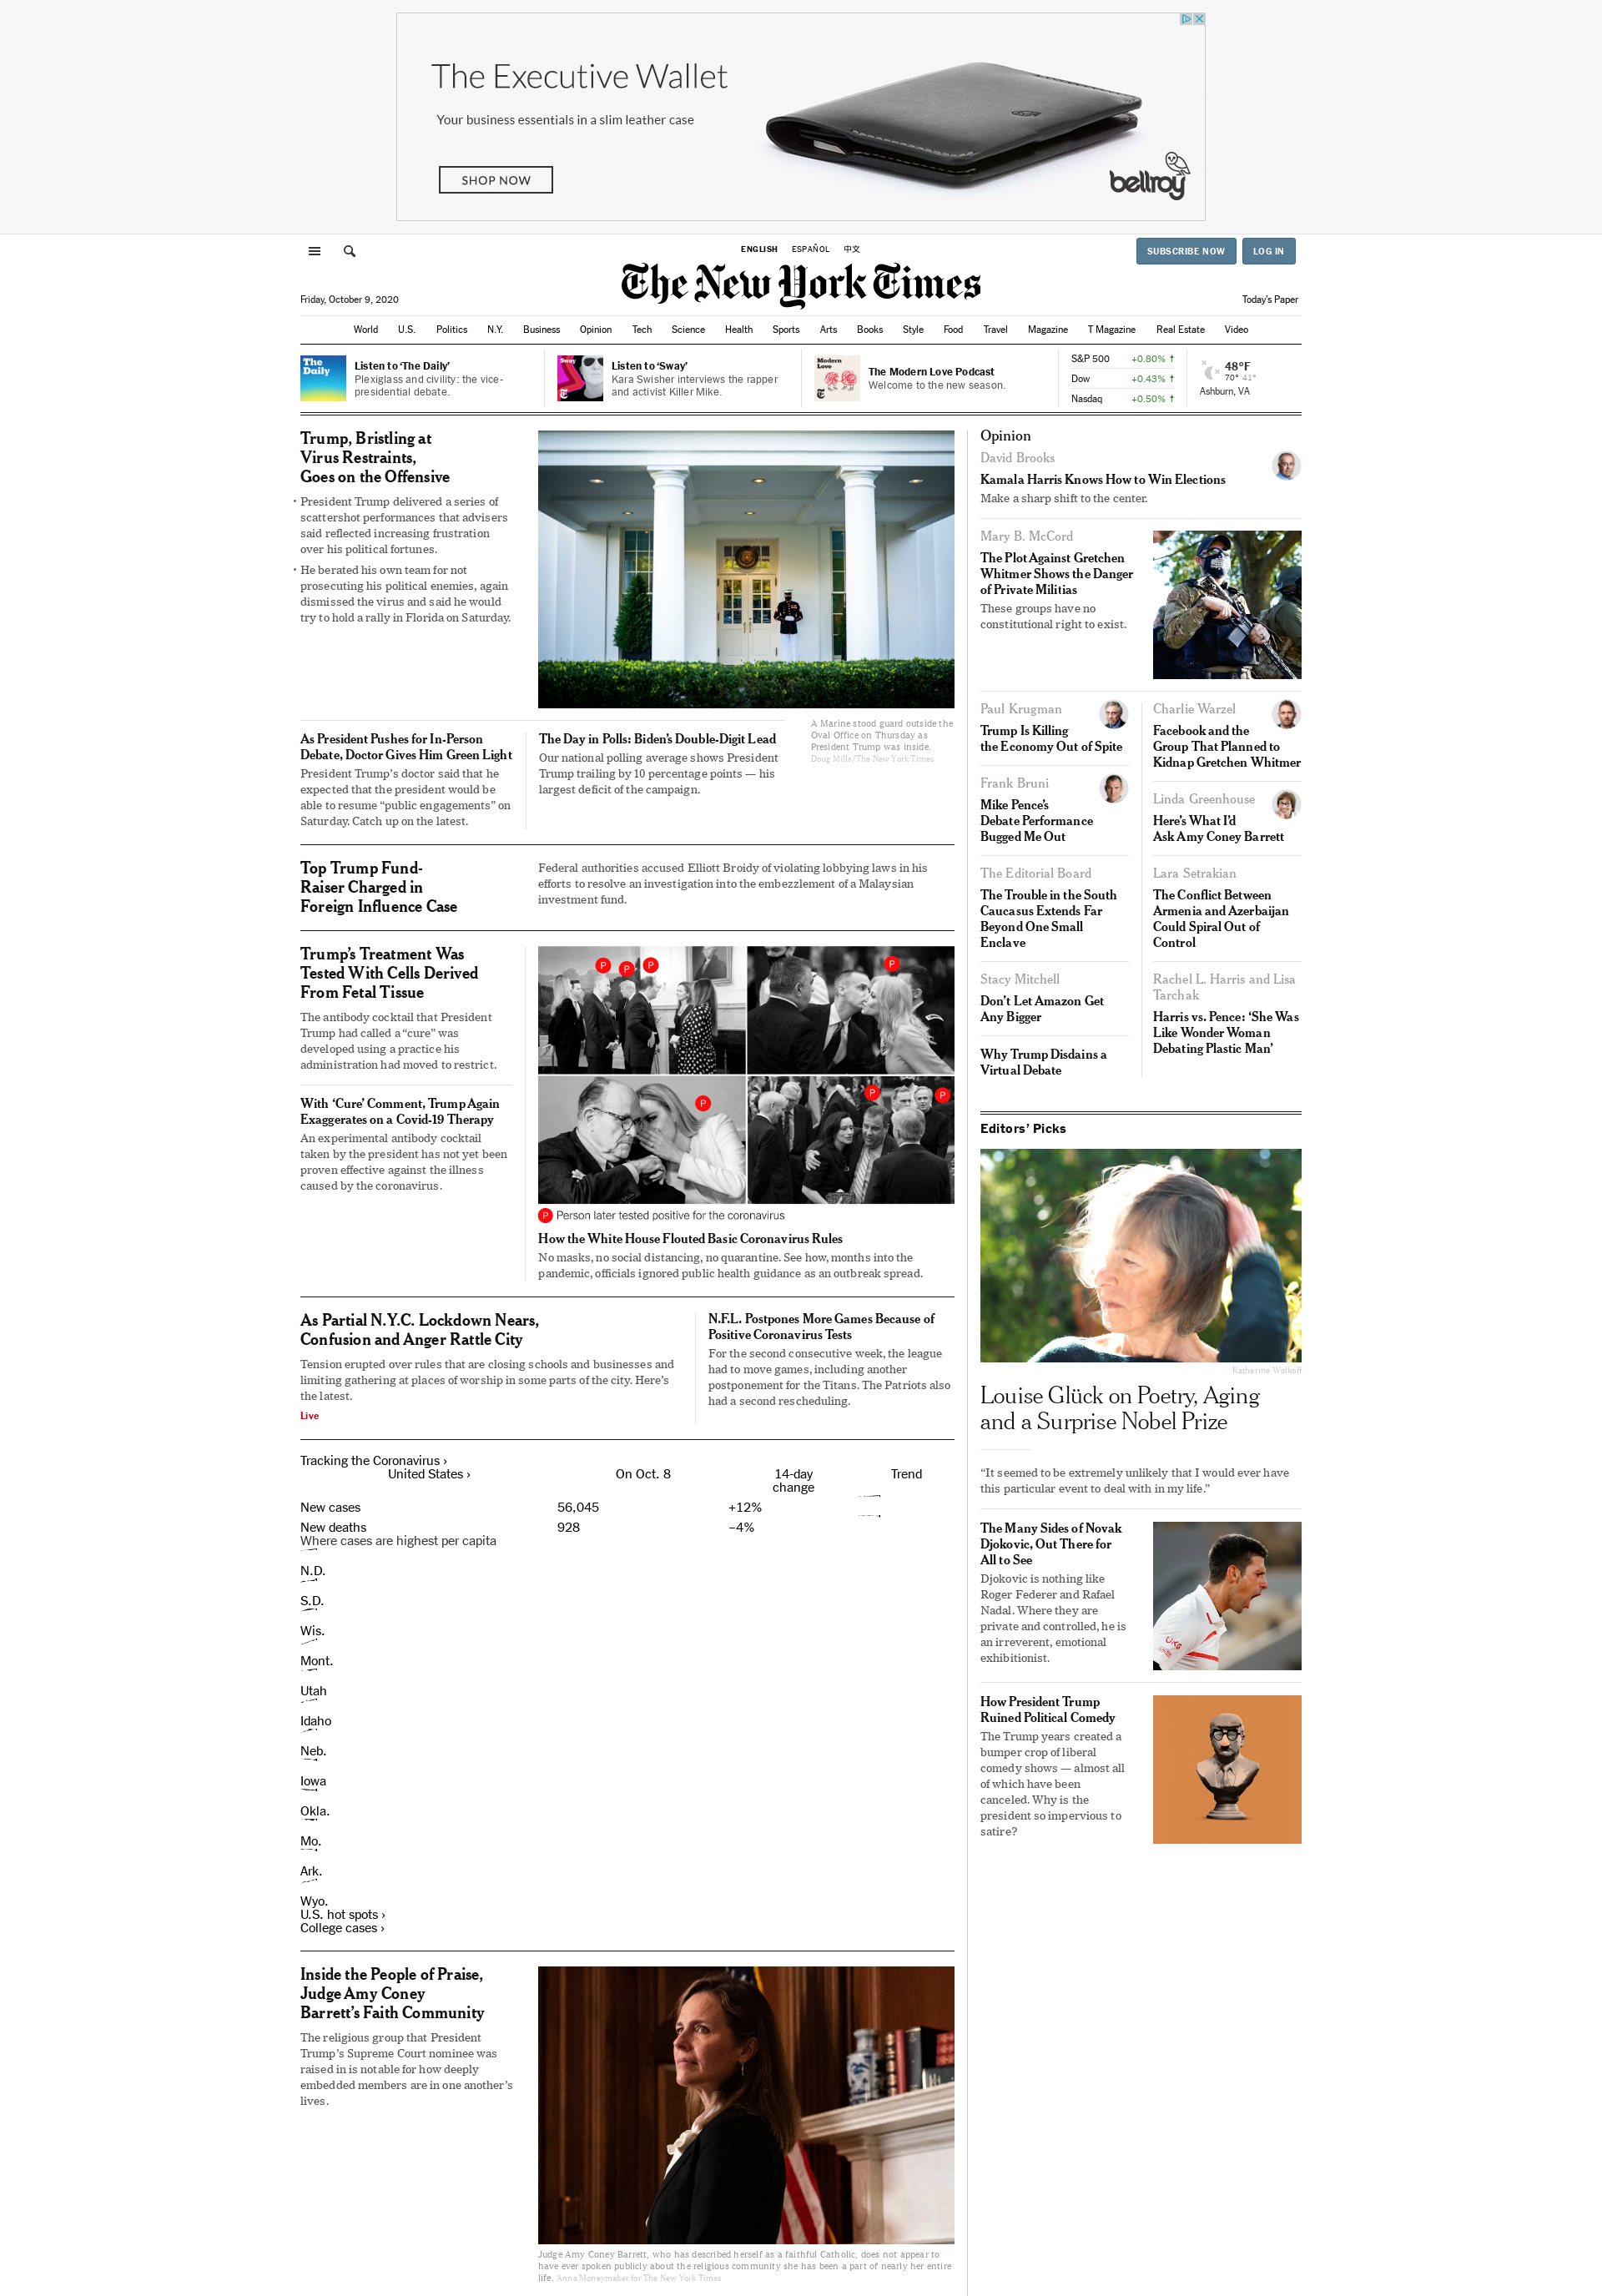 The Executive Wallet
Your business essentials in a slim leather case
SHOP NOW
bellroy
ENGLISH ESPAÑOL 中文
SUBSCRIBE NOW LOG IN
The New York Times
Friday, October 9, 2020
Today's Paper
World U.S. Politics N.Y. Business Opinion Tech Science Health Sports Arts Books Style Food Travel Magazine T Magazine Real Estate Video
The
Daily
Listen to ‘The Daily’
Plexiglass and civility: the vice-
presidential debate.
Sway
Listen to ‘Sway’
Kara Swisher interviews the rapper
and activist Killer Mike.
Modern
Love
The Modern Love Podcast
Welcome to the new season.
S&P 500 +0.80% ↑
Dow +0.43% ↑
Nasdaq +0.50% ↑
48°F
70° 41°
Ashburn, VA
Trump, Bristling at
Virus Restraints,
Goes on the Offensive
• President Trump delivered a series of
scattershot performances that advisers
said reflected increasing frustration
over his political fortunes.
• He berated his own team for not
prosecuting his political enemies, again
dismissed the virus and said he would
try to hold a rally in Florida on Saturday.
A Marine stood guard outside the
Oval Office on Thursday as
President Trump was inside.
Doug Mills/The New York Times
As President Pushes for In-Person
Debate, Doctor Gives Him Green Light
President Trump’s doctor said that he
expected that the president would be
able to resume “public engagements” on
Saturday. Catch up on the latest.
The Day in Polls: Biden’s Double-Digit Lead
Our national polling average shows President
Trump trailing by 10 percentage points — his
largest deficit of the campaign.
Top Trump Fund-
Raiser Charged in
Foreign Influence Case
Federal authorities accused Elliott Broidy of violating lobbying laws in his
efforts to resolve an investigation into the embezzlement of a Malaysian
investment fund.
Trump’s Treatment Was
Tested With Cells Derived
From Fetal Tissue
The antibody cocktail that President
Trump had called a “cure” was
developed using a practice his
administration had moved to restrict.
With ‘Cure’ Comment, Trump Again
Exaggerates on a Covid-19 Therapy
An experimental antibody cocktail
taken by the president has not yet been
proven effective against the illness
caused by the coronavirus.
P P P P
P P P
P Person later tested positive for the coronavirus
How the White House Flouted Basic Coronavirus Rules
No masks, no social distancing, no quarantine. See how, months into the
pandemic, officials ignored public health guidance as an outbreak spread.
As Partial N.Y.C. Lockdown Nears,
Confusion and Anger Rattle City
Tension erupted over rules that are closing schools and businesses and
limiting gathering at places of worship in some parts of the city. Here’s
the latest.
Live
N.F.L. Postpones More Games Because of
Positive Coronavirus Tests
For the second consecutive week, the league
had to move games, including another
postponement for the Titans. The Patriots also
had a second rescheduling.
Tracking the Coronavirus ›
United States › On Oct. 8 14-day
change Trend
New cases 56,045 +12%
New deaths 928 –4%
Where cases are highest per capita
N.D.
S.D.
Wis.
Mont.
Utah
Idaho
Neb.
Iowa
Okla.
Mo.
Ark.
Wyo.
U.S. hot spots ›
College cases ›
Inside the People of Praise,
Judge Amy Coney
Barrett’s Faith Community
The religious group that President
Trump’s Supreme Court nominee was
raised in is notable for how deeply
embedded members are in one another’s
lives.
Judge Amy Coney Barrett, who has described herself as a faithful Catholic, does not appear to
have ever spoken publicly about the religious community she has been a part of nearly her entire
life. Anna Moneymaker for The New York Times
Opinion
David Brooks
Kamala Harris Knows How to Win Elections
Make a sharp shift to the center.
Mary B. McCord
The Plot Against Gretchen
Whitmer Shows the Danger
of Private Militias
These groups have no
constitutional right to exist.
Paul Krugman
Trump Is Killing
the Economy Out of Spite
Frank Bruni
Mike Pence’s
Debate Performance
Bugged Me Out
The Editorial Board
The Trouble in the South
Caucasus Extends Far
Beyond One Small
Enclave
Stacy Mitchell
Don’t Let Amazon Get
Any Bigger
Why Trump Disdains a
Virtual Debate
Charlie Warzel
Facebook and the
Group That Planned to
Kidnap Gretchen Whitmer
Linda Greenhouse
Here’s What I’d
Ask Amy Coney Barrett
Lara Setrakian
The Conflict Between
Armenia and Azerbaijan
Could Spiral Out of
Control
Rachel L. Harris and Lisa
Tarchak
Harris vs. Pence: ‘She Was
Like Wonder Woman
Debating Plastic Man’
Editors’ Picks
Katherine Wolkoff
Louise Glück on Poetry, Aging
and a Surprise Nobel Prize
“It seemed to be extremely unlikely that I would ever have
this particular event to deal with in my life.”
The Many Sides of Novak
Djokovic, Out There for
All to See
Djokovic is nothing like
Roger Federer and Rafael
Nadal. Where they are
private and controlled, he is
an irreverent, emotional
exhibitionist.
How President Trump
Ruined Political Comedy
The Trump years created a
bumper crop of liberal
comedy shows — almost all
of which have been
canceled. Why is the
president so impervious to
satire?